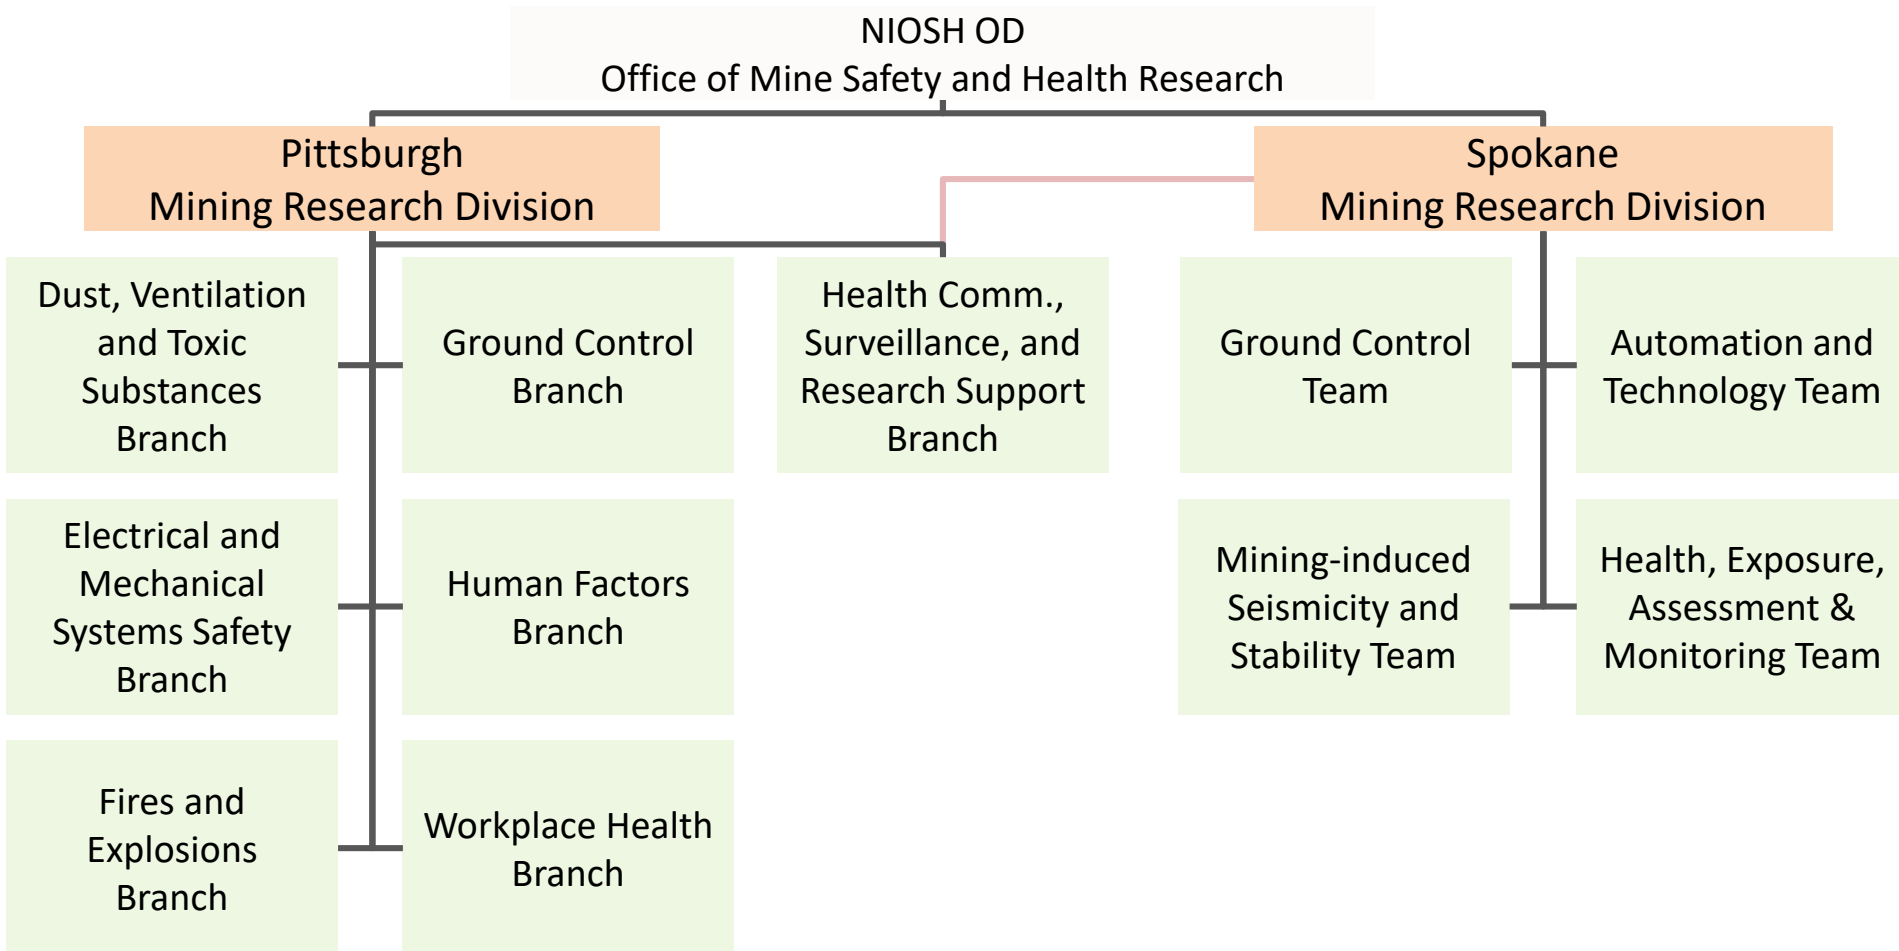 NIOSH OD
Office of Mine Safety and Health Research
Pittsburgh
Mining Research Division
Spokane
Mining Research Division
Dust, Ventilation
and Toxic
Substances
Branch
Ground Control
Branch
Health Comm.,
Surveillance, and
Research Support
Branch
Ground Control
Team
Automation and
Technology Team
Electrical and
Mechanical
Systems Safety
Branch
Human Factors
Branch
Mining-induced
Seismicity and
Stability Team
Health, Exposure,
Assessment &
Monitoring Team
Fires and
Explosions
Branch
Workplace Health
Branch